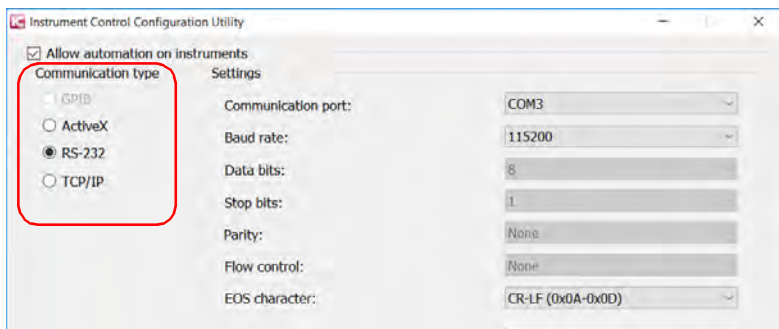 Instrument Control Configuration Utility
Allow automation on instruments
Communication type
Settings
GPIB
ActiveX
RS-232
TCP/IP
Communication port: COM3
Baud rate: 115200
Data bits: 8
Stop bits: 1
Parity: None
Flow control: None
EOS character: CR-LF (0x0A-0x0D)